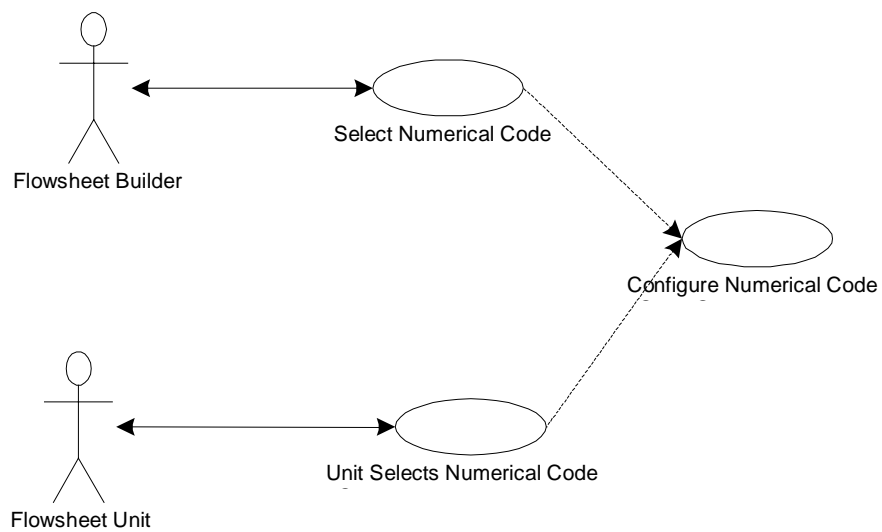 Select Numerical Code
Flowsheet Builder
Configure Numerical Code
Unit Selects Numerical Code
Flowsheet Unit